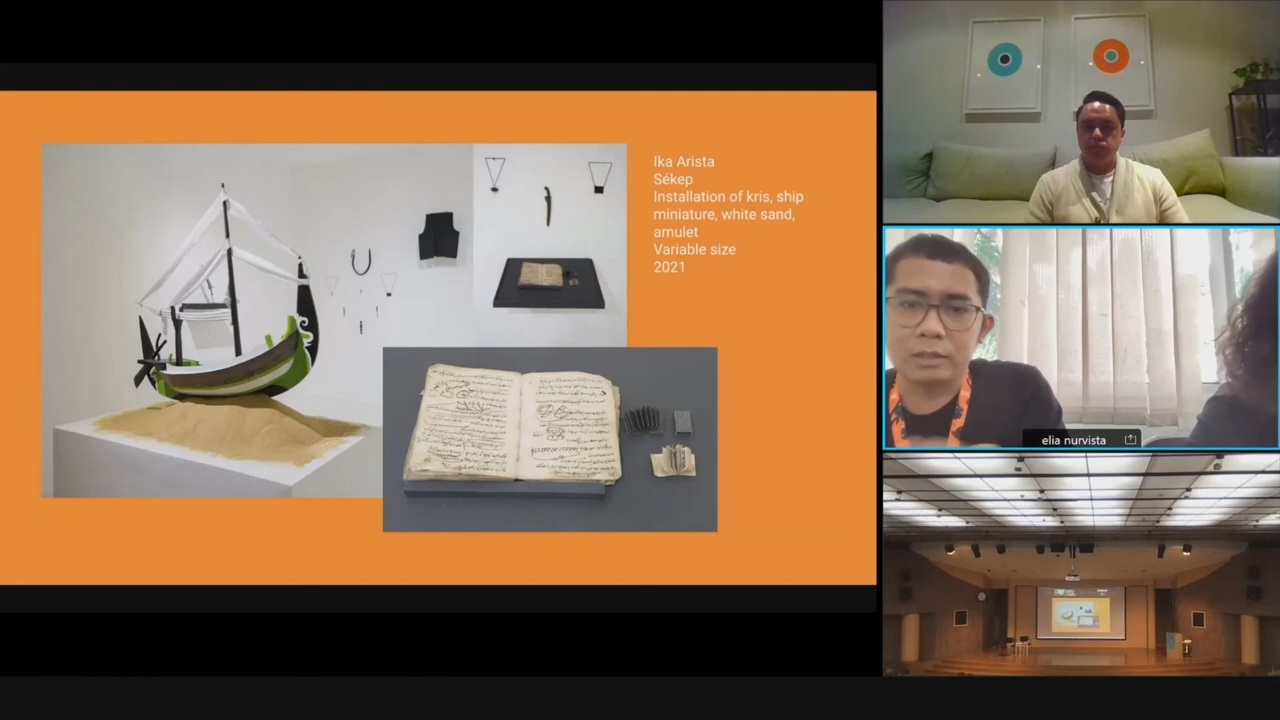 Ika Arista
Sékep
Installation of kris, ship
miniature, white sand,
amulet
Variable size
2021
elia nurvista